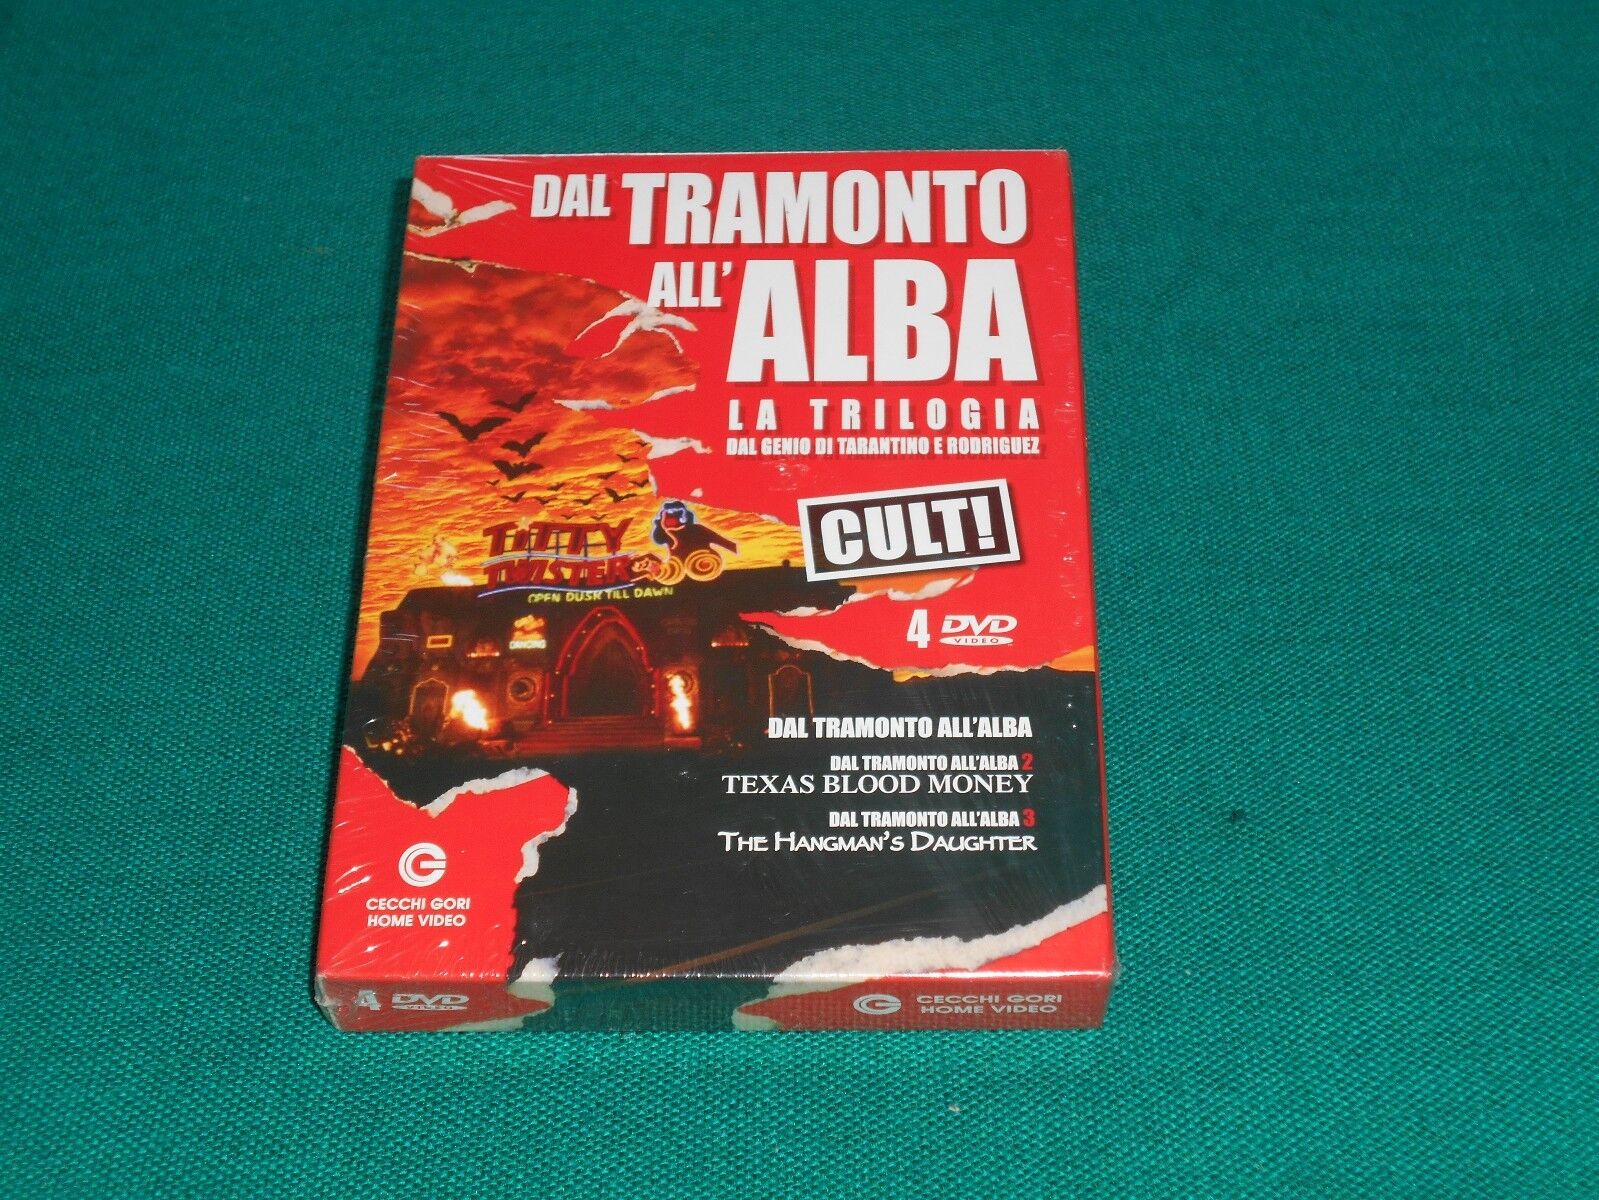 DAL TRAMONTO
ALL'ALBA
LA TRILOGIA
DAL GENIO DI TARANTINO E RODRIGUEZ
CULT!
TITTY
TWISTER
OPEN DUSK TILL DAWN
DANCING
4 DVD
VIDEO
DAL TRAMONTO ALL'ALBA
DAL TRAMONTO ALL'ALBA 2
TEXAS BLOOD MONEY
DAL TRAMONTO ALL'ALBA 3
THE HANGMAN'S DAUGHTER
CECCHI GORI
HOME VIDEO
4 DVD
VIDEO
CECCHI GORI
HOME VIDEO